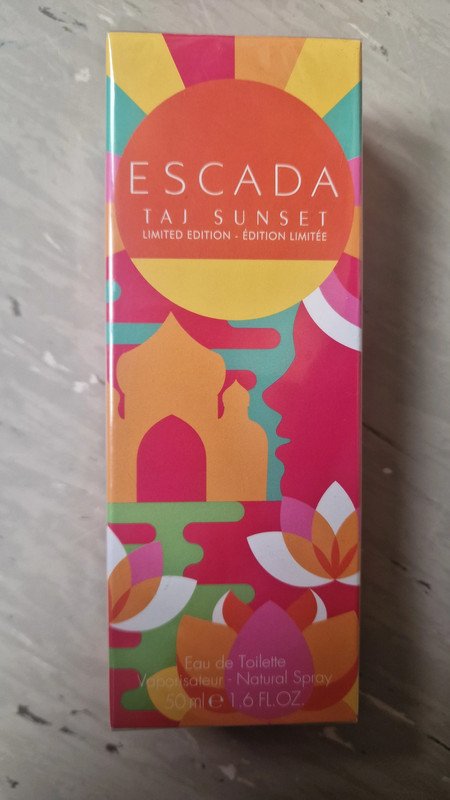 ESCADA
TAJ SUNSET
LIMITED EDITION - ÉDITION LIMITÉE
Eau de Toilette
Vaporisateur - Natural Spray
50 ml e 1.6 FL.OZ.